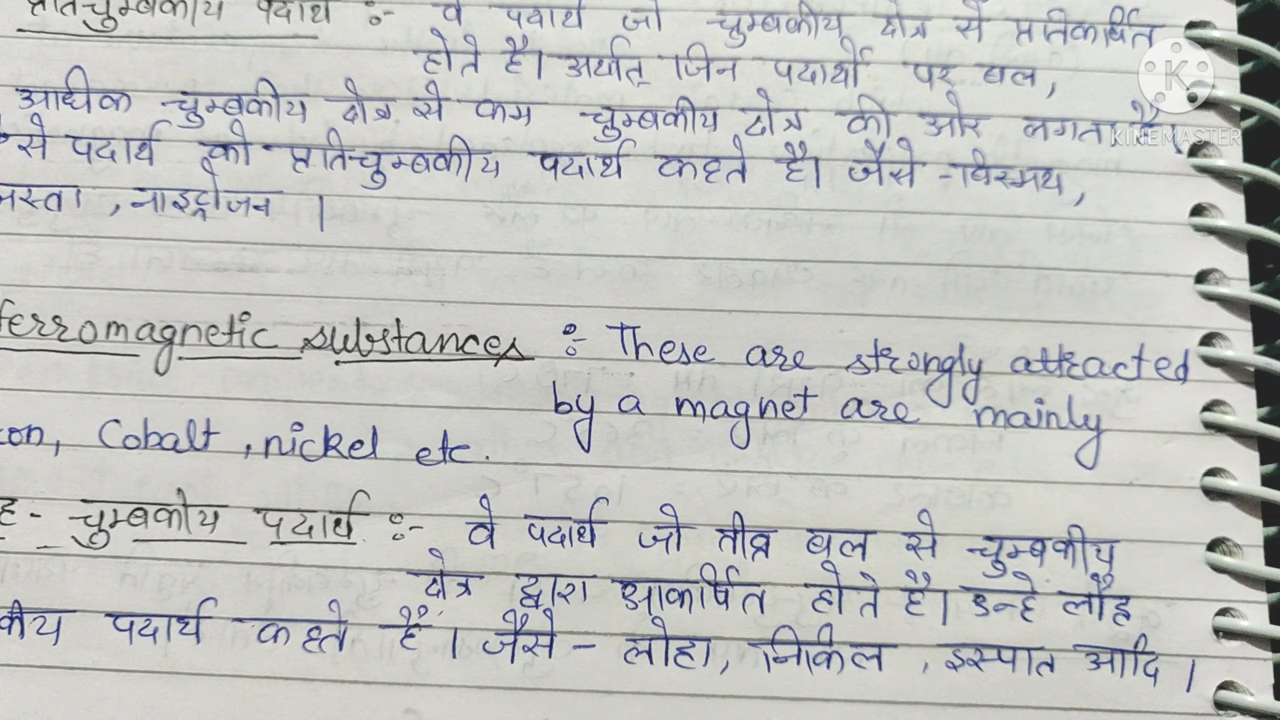 प्रतिचुम्बकीय पदार्थ :- वे पदार्थ जो चुम्बकीय क्षेत्र से प्रतिकर्षित
होते है। अर्थात् जिन पदार्थो पर बल,
अधिक चुम्बकीय क्षेत्र से कम चुम्बकीय क्षेत्र की ओर लगता है,
से पदार्थ को प्रतिचुम्बकीय पदार्थ कहते है। जैसे - विस्मथ,
जस्ता, नाइट्रोजन ।
KINEMASTER
ferromagnetic substances : These are strongly attracted
by a magnet are mainly
on, Cobalt, nickel etc.
ह - चुम्बकीय पदार्थ :- वे पदार्थ जो तीव्र बल से चुम्बकीय
क्षेत्र द्वारा आकर्षित होते है। उन्हे लौह
कीय पदार्थ कहते हैं। जैसे - लोहा, निकिल, इस्पात आदि ।